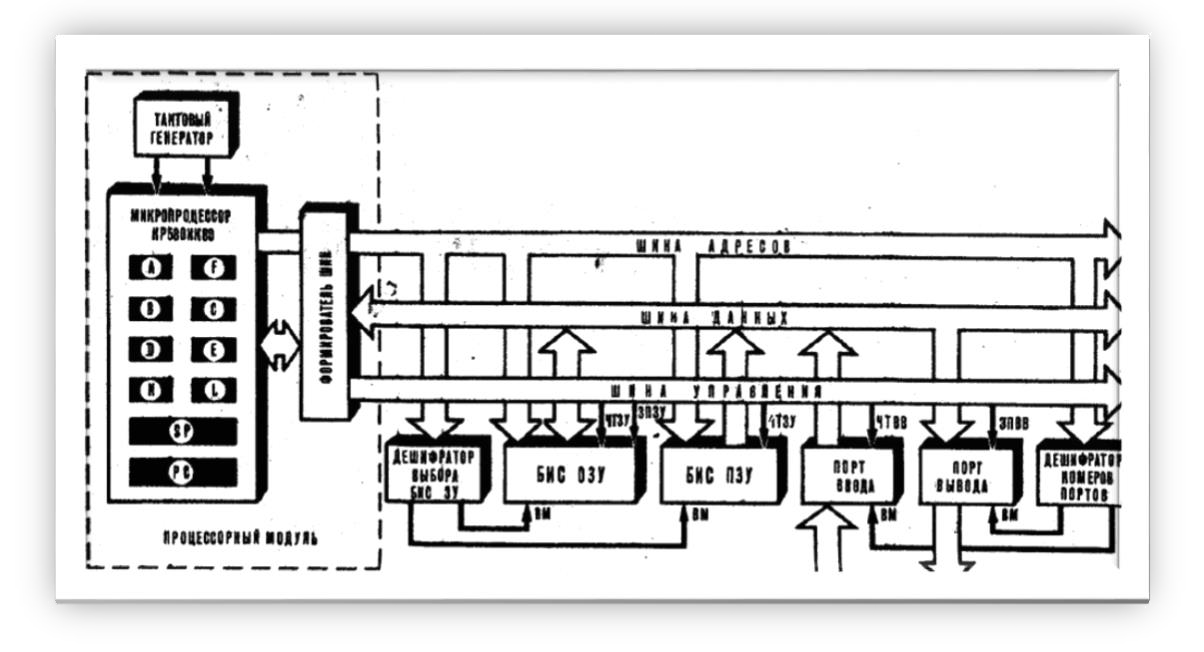 ТАКТОВЫЙ
ГЕНЕРАТОР
МИКРОПРОЦЕССОР
КР580ИК80
A F
B C
D E
H L
SP
PC
ПРОЦЕССОРНЫЙ МОДУЛЬ
ФОРМИРОВАТЕЛЬ ШИН
ШИНА АДРЕСОВ
ШИНА ДАННЫХ
ШИНА УПРАВЛЕНИЯ
ЧТЗУ
ЗПЗУ
ЧТЗУ
ЧТВВ
ЗПВВ
ДЕШИФРАТОР
ВЫБОРА
БИС ЗУ
БИС ОЗУ
БИС ПЗУ
ПОРТ
ВВОДА
ПОРТ
ВЫВОДА
ДЕШИФРАТОР
НОМЕРОВ
ПОРТОВ
ВМ
ВМ
ВМ
ВМ